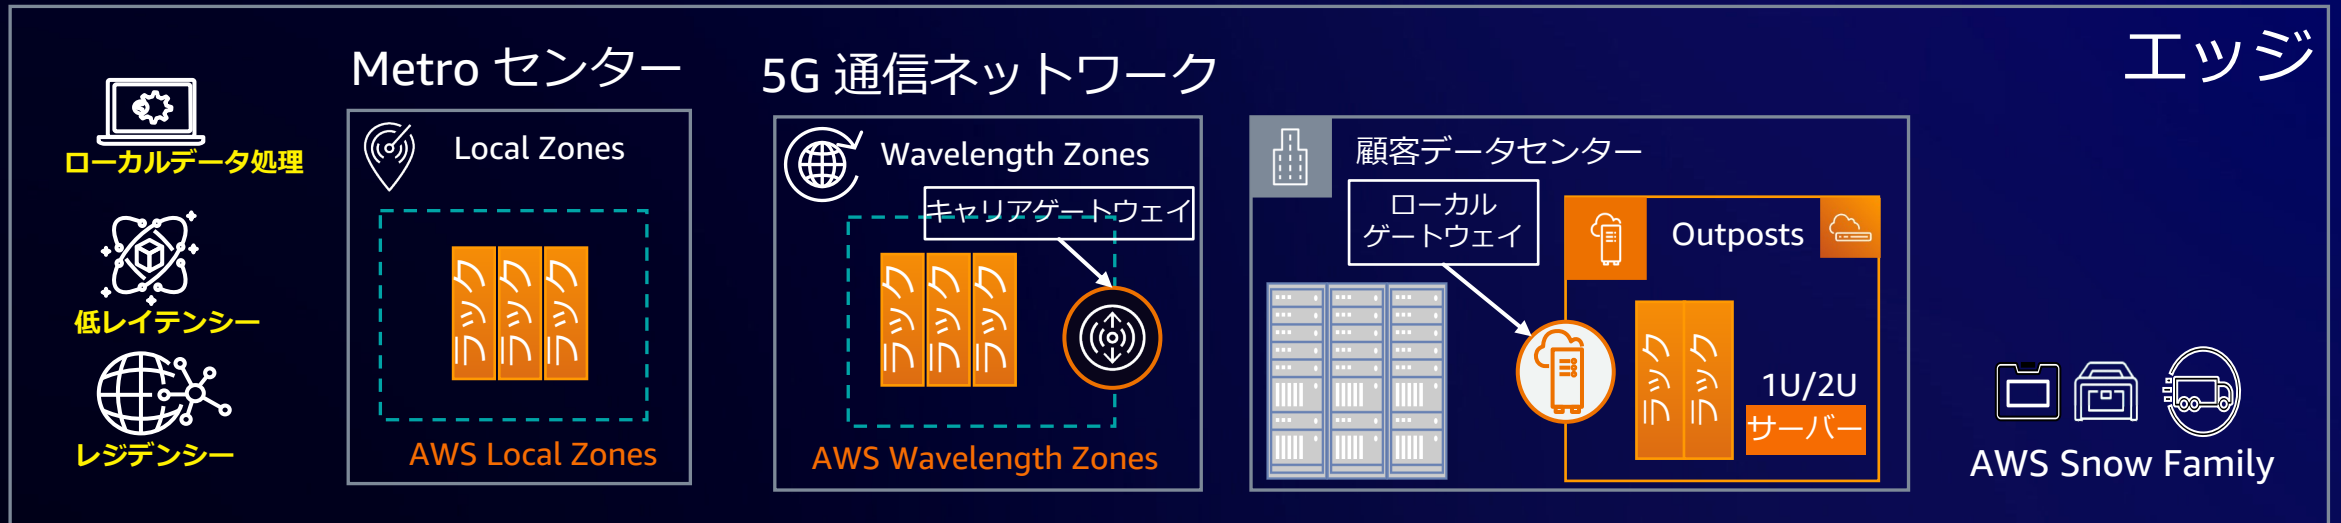 エッジ
ローカルデータ処理
低レイテンシー
レジデンシー
Metro センター
Local Zones
ラック
ラック
ラック
AWS Local Zones
5G 通信ネットワーク
Wavelength Zones
キャリアゲートウェイ
ラック
ラック
ラック
AWS Wavelength Zones
顧客データセンター
ローカル
ゲートウェイ
Outposts
ラック
ラック
1U/2U
サーバー
AWS Snow Family